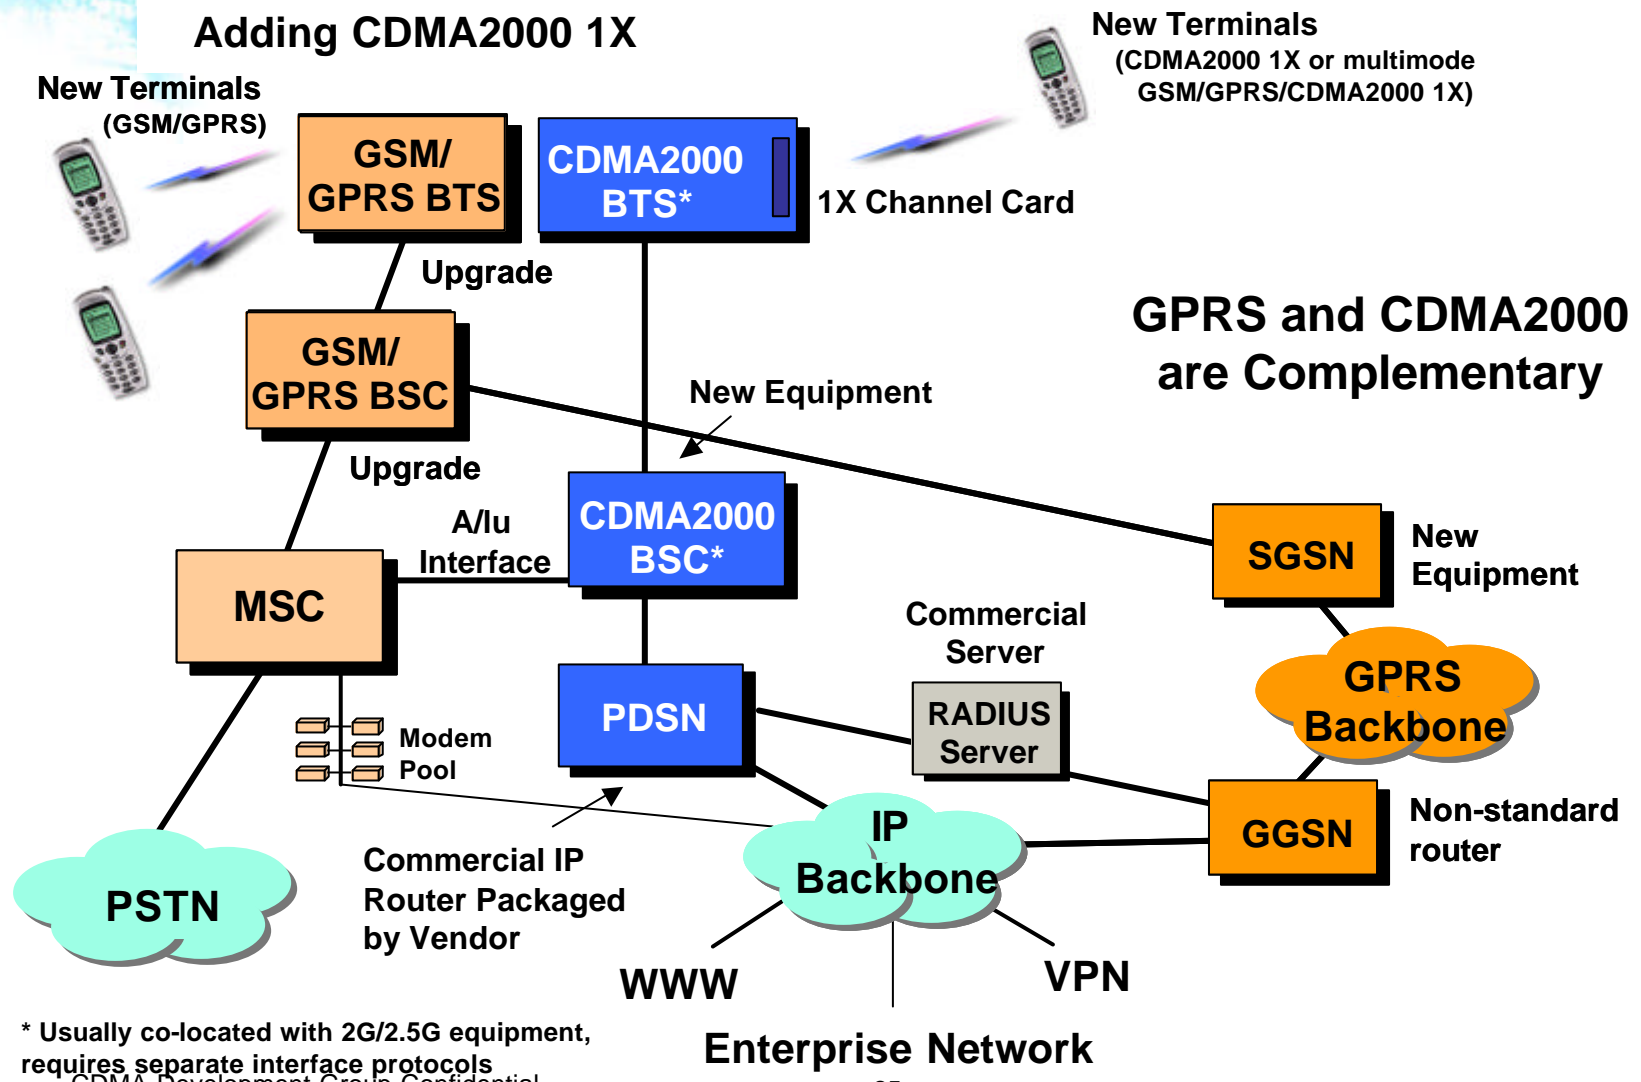 Adding CDMA2000 1X
New Terminals
(GSM/GPRS)
New Terminals
(CDMA2000 1X or multimode
GSM/GPRS/CDMA2000 1X)
GSM/
GPRS BTS
CDMA2000
BTS*
1X Channel Card
Upgrade
GPRS and CDMA2000
are Complementary
GSM/
GPRS BSC
New Equipment
Upgrade
A/Iu
Interface
CDMA2000
BSC*
SGSN
New
Equipment
MSC
Commercial
Server
GPRS
Backbone
PDSN
RADIUS
Server
Modem
Pool
IP
Backbone
GGSN
Non-standard
router
Commercial IP
Router Packaged
by Vendor
PSTN
WWW
VPN
Enterprise Network
* Usually co-located with 2G/2.5G equipment,
requires separate interface protocols
CDMA Development Group Confidential